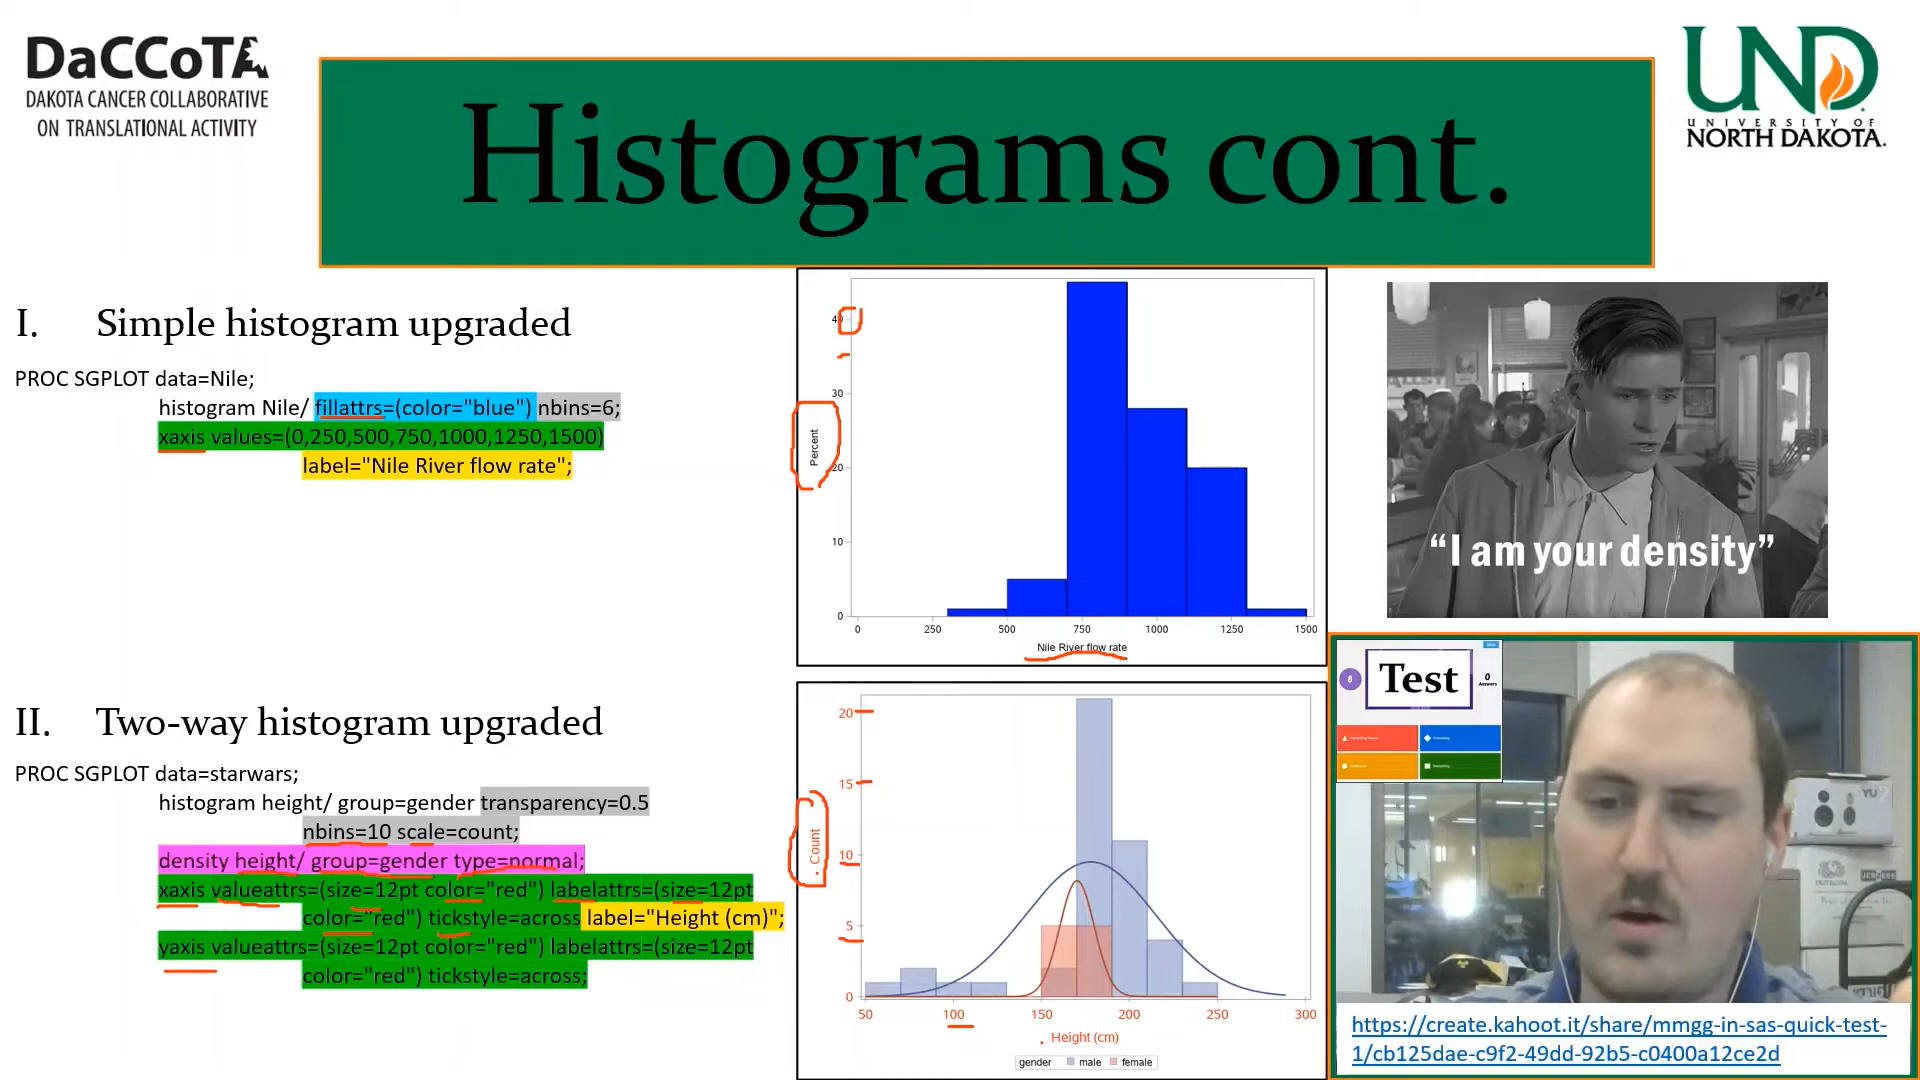 DaCCoTA
DAKOTA CANCER COLLABORATIVE
ON TRANSLATIONAL ACTIVITY
Histograms cont.
UND
UNIVERSITY OF
NORTH DAKOTA.
I. Simple histogram upgraded
PROC SGPLOT data=Nile;
histogram Nile/ fillattrs=(color="blue") nbins=6;
xaxis values=(0,250,500,750,1000,1250,1500)
label="Nile River flow rate";
40
30
20
10
0
Percent
0 250 500 750 1000 1250 1500
Nile River flow rate
“I am your density”
II. Two-way histogram upgraded
PROC SGPLOT data=starwars;
histogram height/ group=gender transparency=0.5
nbins=10 scale=count;
density height/ group=gender type=normal;
xaxis valueattrs=(size=12pt color="red") labelattrs=(size=12pt
color="red") tickstyle=across label="Height (cm)";
yaxis valueattrs=(size=12pt color="red") labelattrs=(size=12pt
color="red") tickstyle=across;
20
15
10
5
0
Count
50 100 150 200 250 300
Height (cm)
gender male female
8
Test
0
Answers
YU
https://create.kahoot.it/share/mmgg-in-sas-quick-test-
1/cb125dae-c9f2-49dd-92b5-c0400a12ce2d